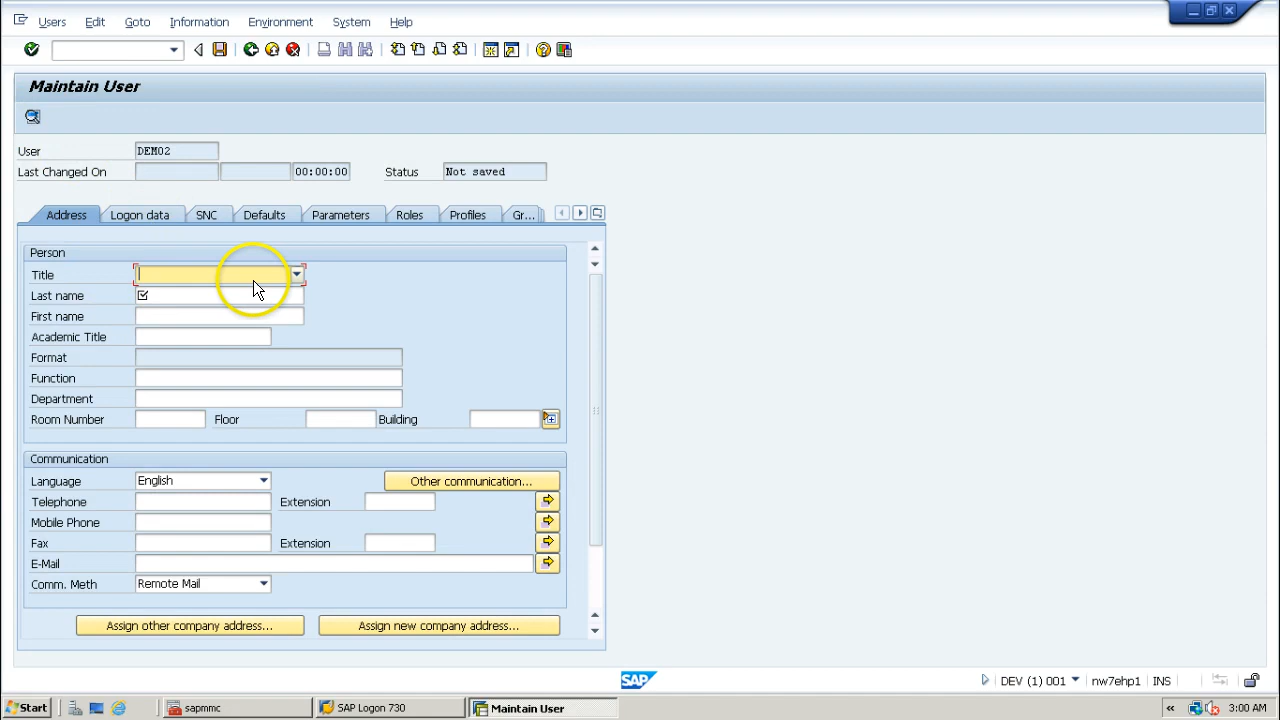 Users Edit Goto Information Environment System Help
Maintain User
User DEMO2
Last Changed On 00:00:00 Status Not saved
Address Logon data SNC Defaults Parameters Roles Profiles Gr...
Person
Title
Last name
First name
Academic Title
Format
Function
Department
Room Number Floor Building
Communication
Language English Other communication...
Telephone Extension
Mobile Phone
Fax Extension
E-Mail
Comm. Meth Remote Mail
Assign other company address... Assign new company address...
SAP DEV (1) 001 nw7ehp1 INS
Start sapmmc SAP Logon 730 Maintain User « 3:00 AM